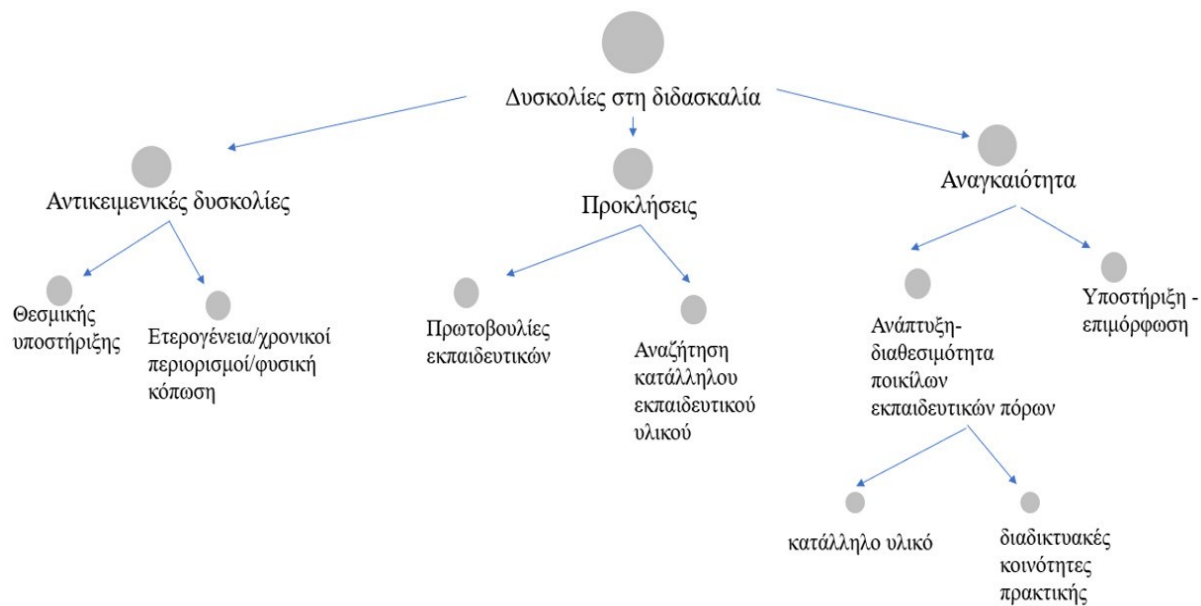 Δυσκολίες στη διδασκαλία
Αντικειμενικές δυσκολίες
Προκλήσεις
Αναγκαιότητα
Θεσμικής
υποστήριξης
Ετερογένεια/χρονικοί
περιορισμοί/φυσική
κόπωση
Πρωτοβουλίες
εκπαιδευτικών
Αναζήτηση
κατάλληλου
εκπαιδευτικού
υλικού
Ανάπτυξη-
διαθεσιμότητα
ποικίλων
εκπαιδευτικών πόρων
Υποστήριξη -
επιμόρφωση
κατάλληλο υλικό
διαδικτυακές
κοινότητες
πρακτικής